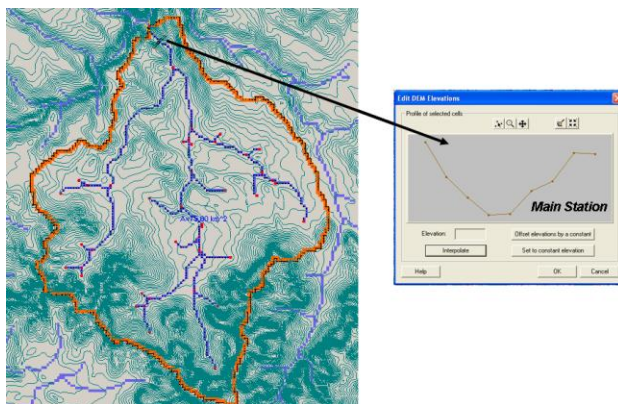 Edit DEM Elevations
Profile of selected cells
Main Station
Elevation:
Offset elevations by a constant
Interpolate
Set to constant elevation
Help
OK
Cancel